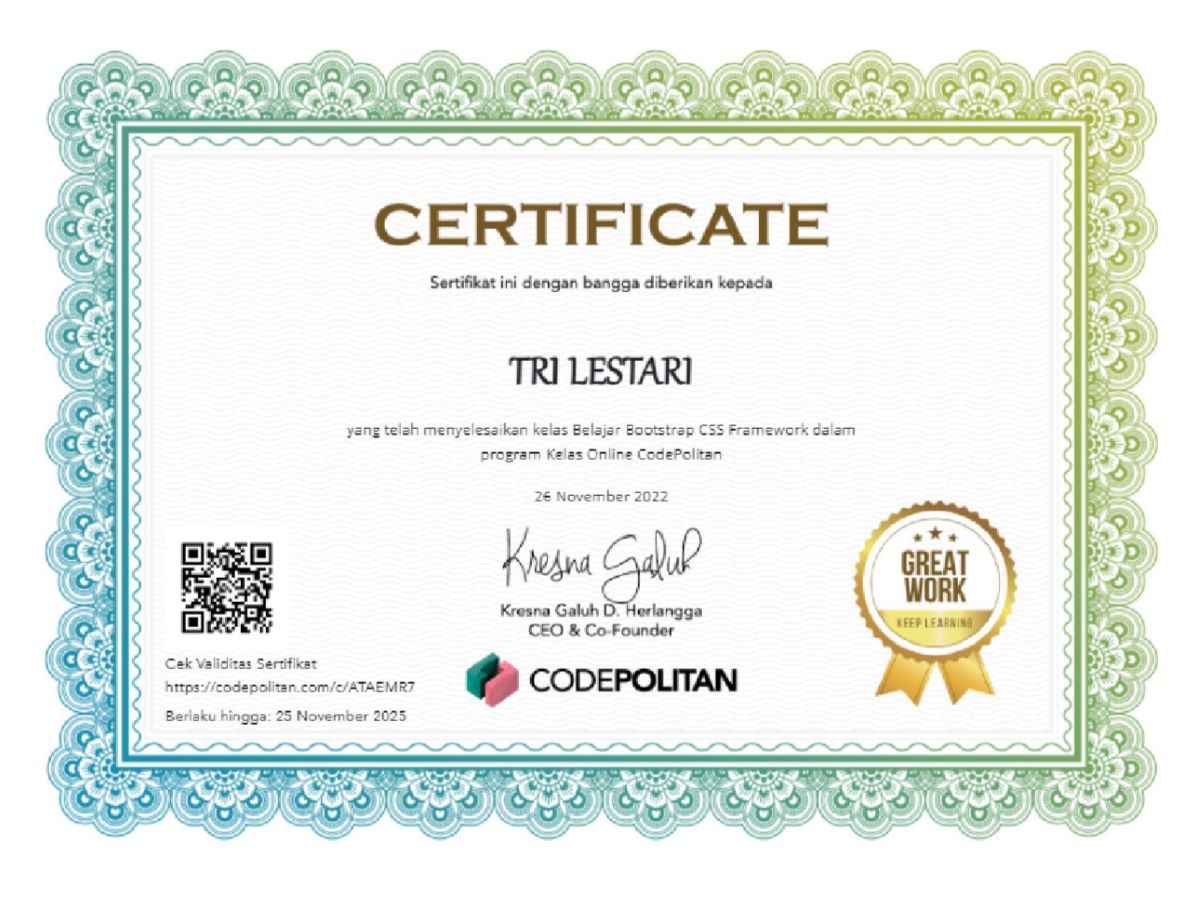 CERTIFICATE
Sertifikat ini dengan bangga diberikan kepada
TRI LESTARI
yang telah menyelesaikan kelas Belajar Bootstrap CSS Framework dalam
program Kelas Online CodePolitan
26 November 2022
Kresna Galuh
Kresna Galuh D. Herlangga
CEO & Co-Founder
CODEPOLITAN
Cek Validitas Sertifikat
https://codepolitan.com/c/ATAEMR7
Berlaku hingga: 25 November 2025
GREAT
WORK
KEEP LEARNING